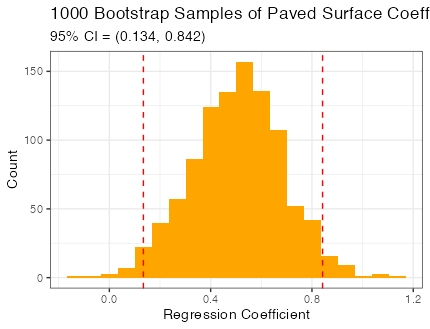 1000 Bootstrap Samples of Paved Surface Coeff
95% CI = (0.134, 0.842)
150
100
50
0
Count
0.0 0.4 0.8 1.2
Regression Coefficient